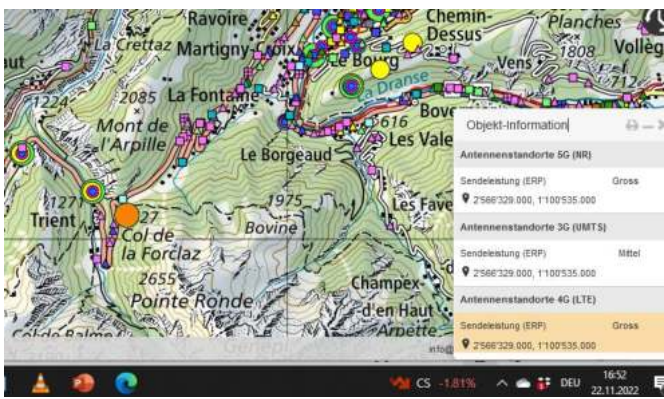 Ravoire
Chemin-
Dessus
Planches
La Crettaz
Martigny-Croix
1808
Vollèg
aut
Le Bourg
Vens
712
1224
2085
La Fontaine
La Dranse
Mont de
l'Arpille
616
Bove
Les Vale
Le Borgeaud
1271
Trient
27
Col de
la Forclaz
1975
Bovine
Les Fave
2655
Pointe Ronde
Champex
d'en Haut
Arpette
Col de Balme
info@
Objekt-Information
Antennenstandorte 5G (NR)
Sendeleistung (ERP) Gross
2'566'329.000, 1'100'535.000
Antennenstandorte 3G (UMTS)
Sendeleistung (ERP) Mittel
2'566'329.000, 1'100'535.000
Antennenstandorte 4G (LTE)
Sendeleistung (ERP) Gross
2'566'329.000, 1'100'535.000
CS -1.81% DEU 16:52
22.11.2022